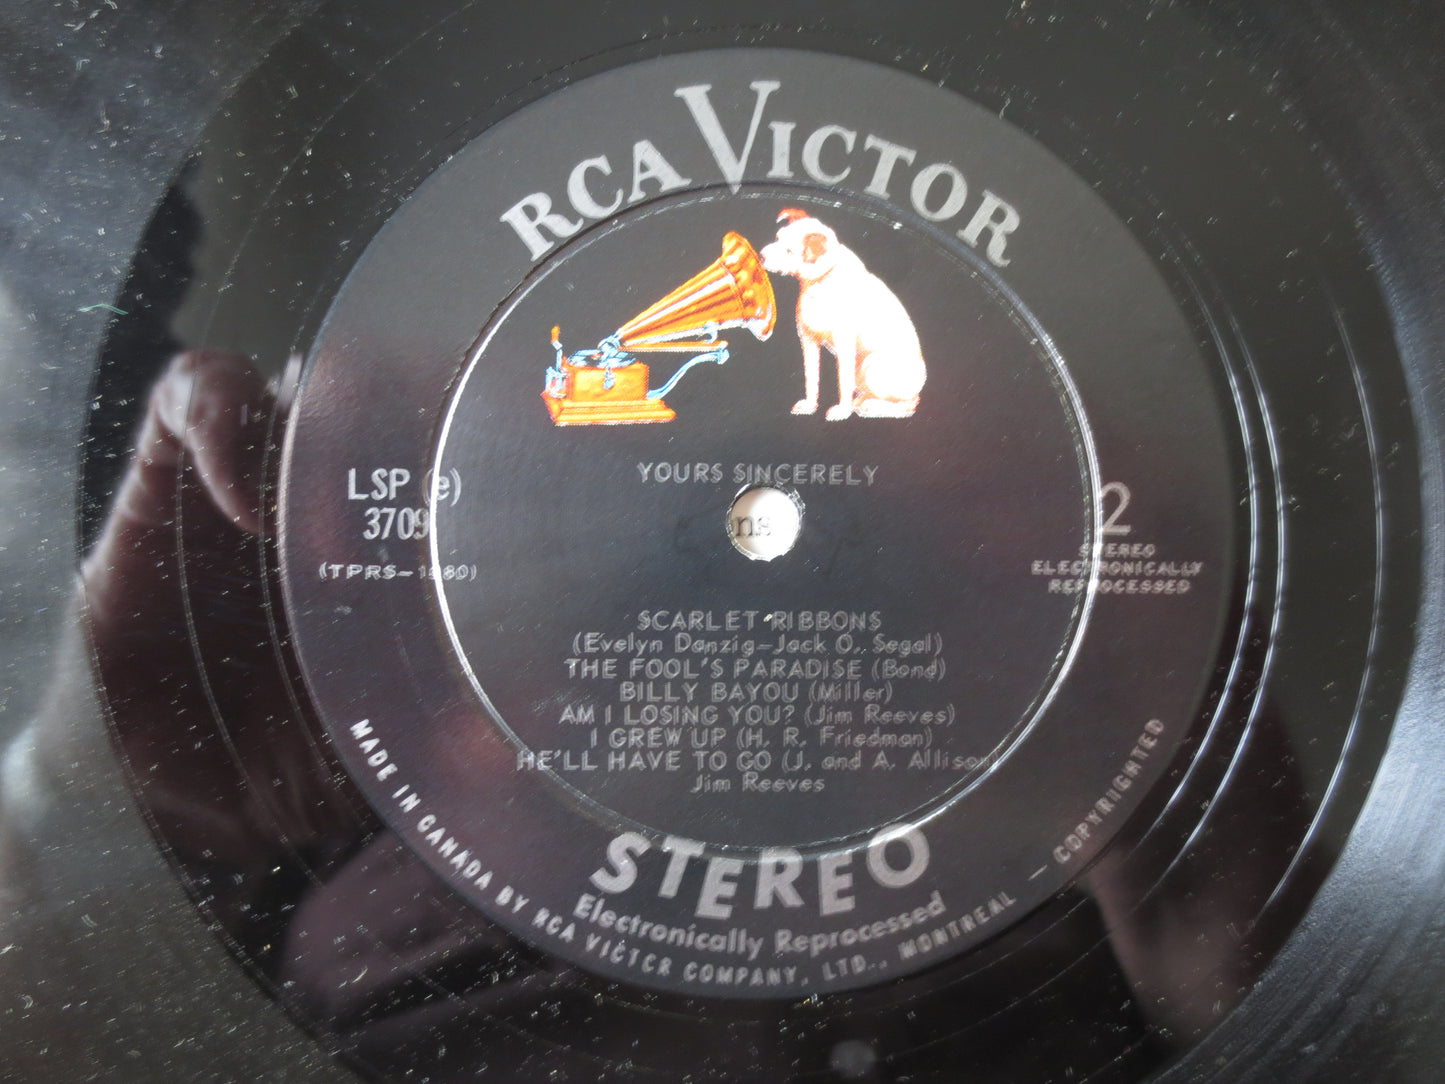 RCA VICTOR
YOURS SINCERELY
LSP (e)
3709
(TPRS-1680)
2
STEREO
ELECTRONICALLY
REPROCESSED
ns
SCARLET RIBBONS
(Evelyn Danzig-Jack O. Segal)
THE FOOL'S PARADISE (Bond)
BILLY BAYOU (Miller)
AM I LOSING YOU? (Jim Reeves)
I GREW UP (H. R. Friedman)
HE'LL HAVE TO GO (J. and A. Allison)
Jim Reeves
STEREO
Electronically Reprocessed
MADE IN CANADA BY RCA VICTOR COMPANY, LTD., MONTREAL — COPYRIGHTED